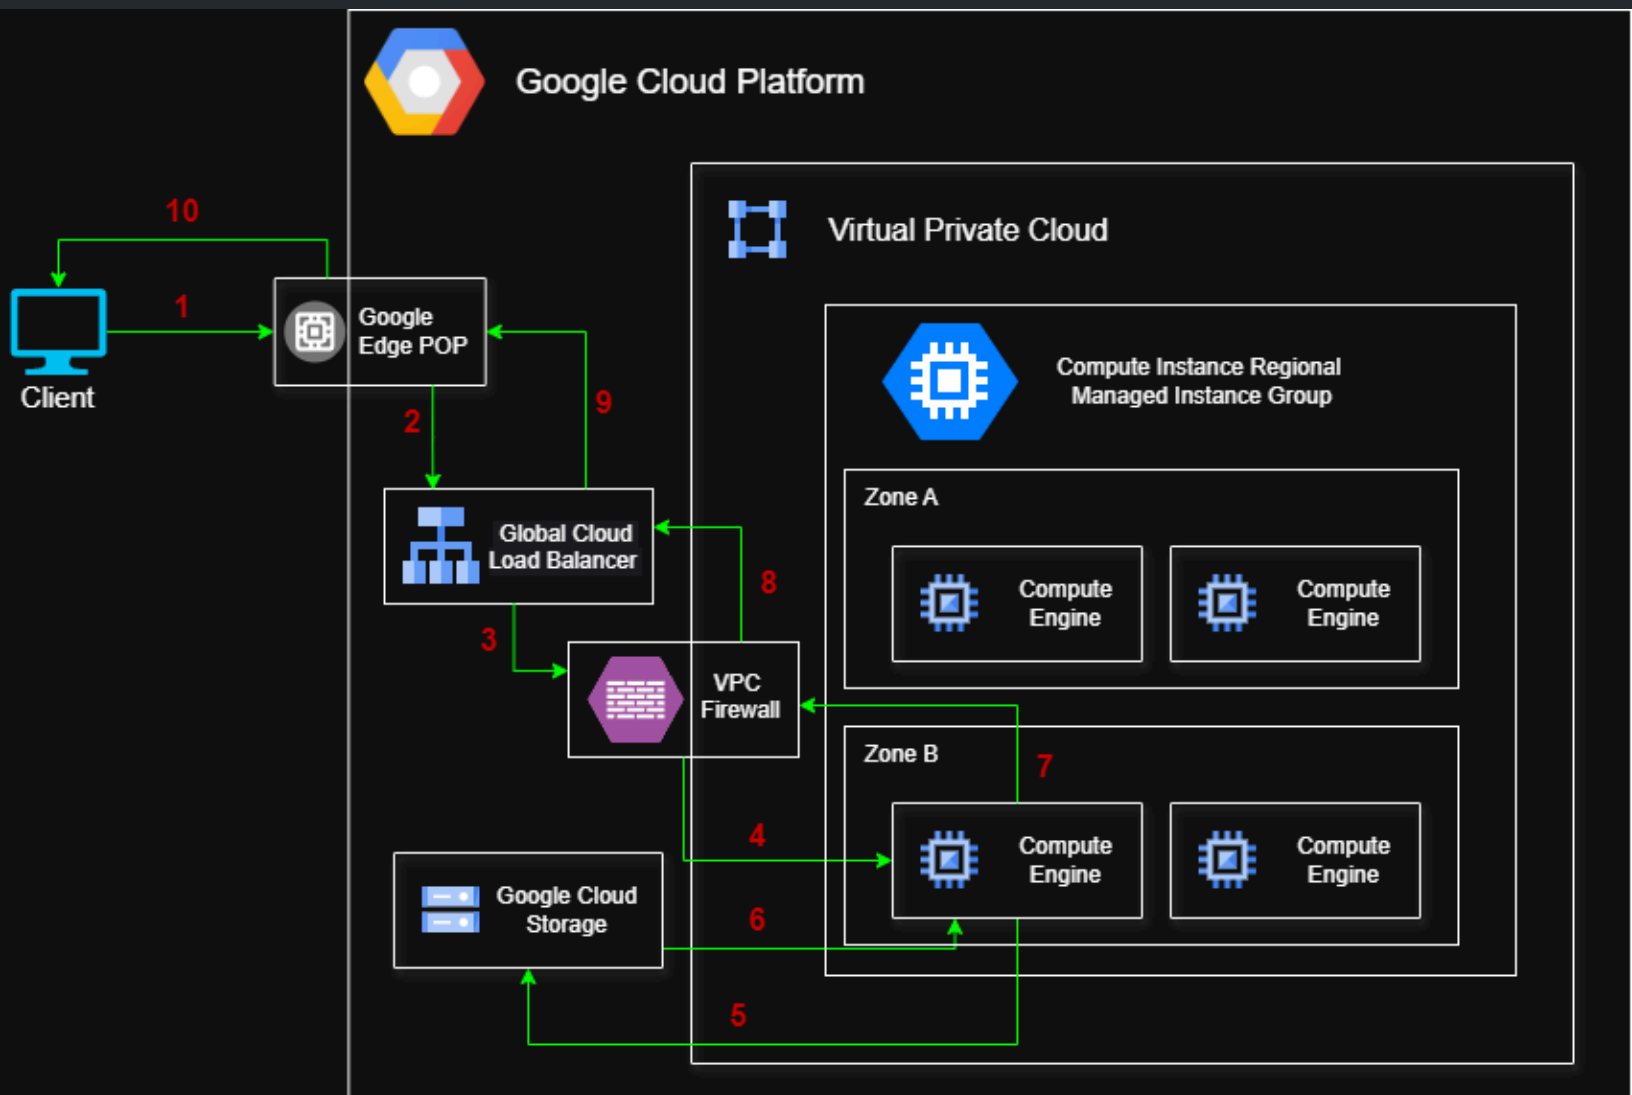 Google Cloud Platform
Virtual Private Cloud
10
1
Client
Google
Edge POP
2
9
Compute Instance Regional
Managed Instance Group
Global Cloud
Load Balancer
3
8
VPC
Firewall
Zone A
Compute
Engine
Compute
Engine
Zone B
7
4
Compute
Engine
Compute
Engine
Google Cloud
Storage
6
5